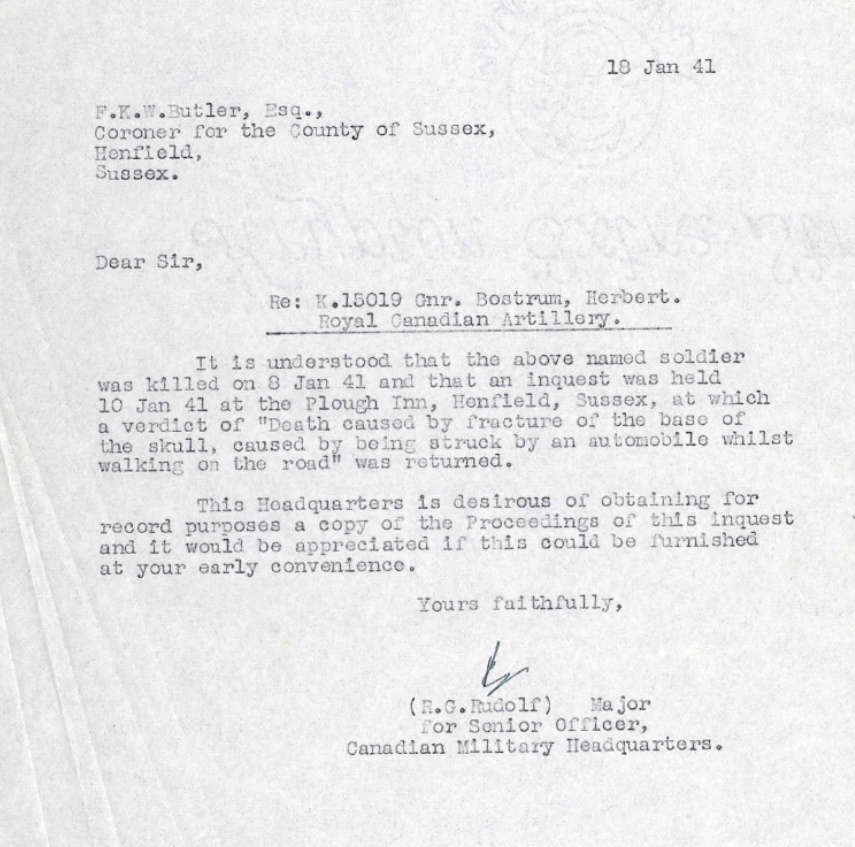 18 Jan 41
F.K.W.Butler, Esq.,
Coroner for the County of Sussex,
Henfield,
Sussex.
Dear Sir,
Re: K.15019 Gnr. Bostrum, Herbert.
Royal Canadian Artillery.
It is understood that the above named soldier
was killed on 8 Jan 41 and that an inquest was held
10 Jan 41 at the Plough Inn, Henfield, Sussex, at which
a verdict of "Death caused by fracture of the base of
the skull, caused by being struck by an automobile whilst
walking on the road" was returned.
This Headquarters is desirous of obtaining for
record purposes a copy of the Proceedings of this inquest
and it would be appreciated if this could be furnished
at your early convenience.
Yours faithfully,
(R.G.Rudolf) Major
for Senior Officer,
Canadian Military Headquarters.